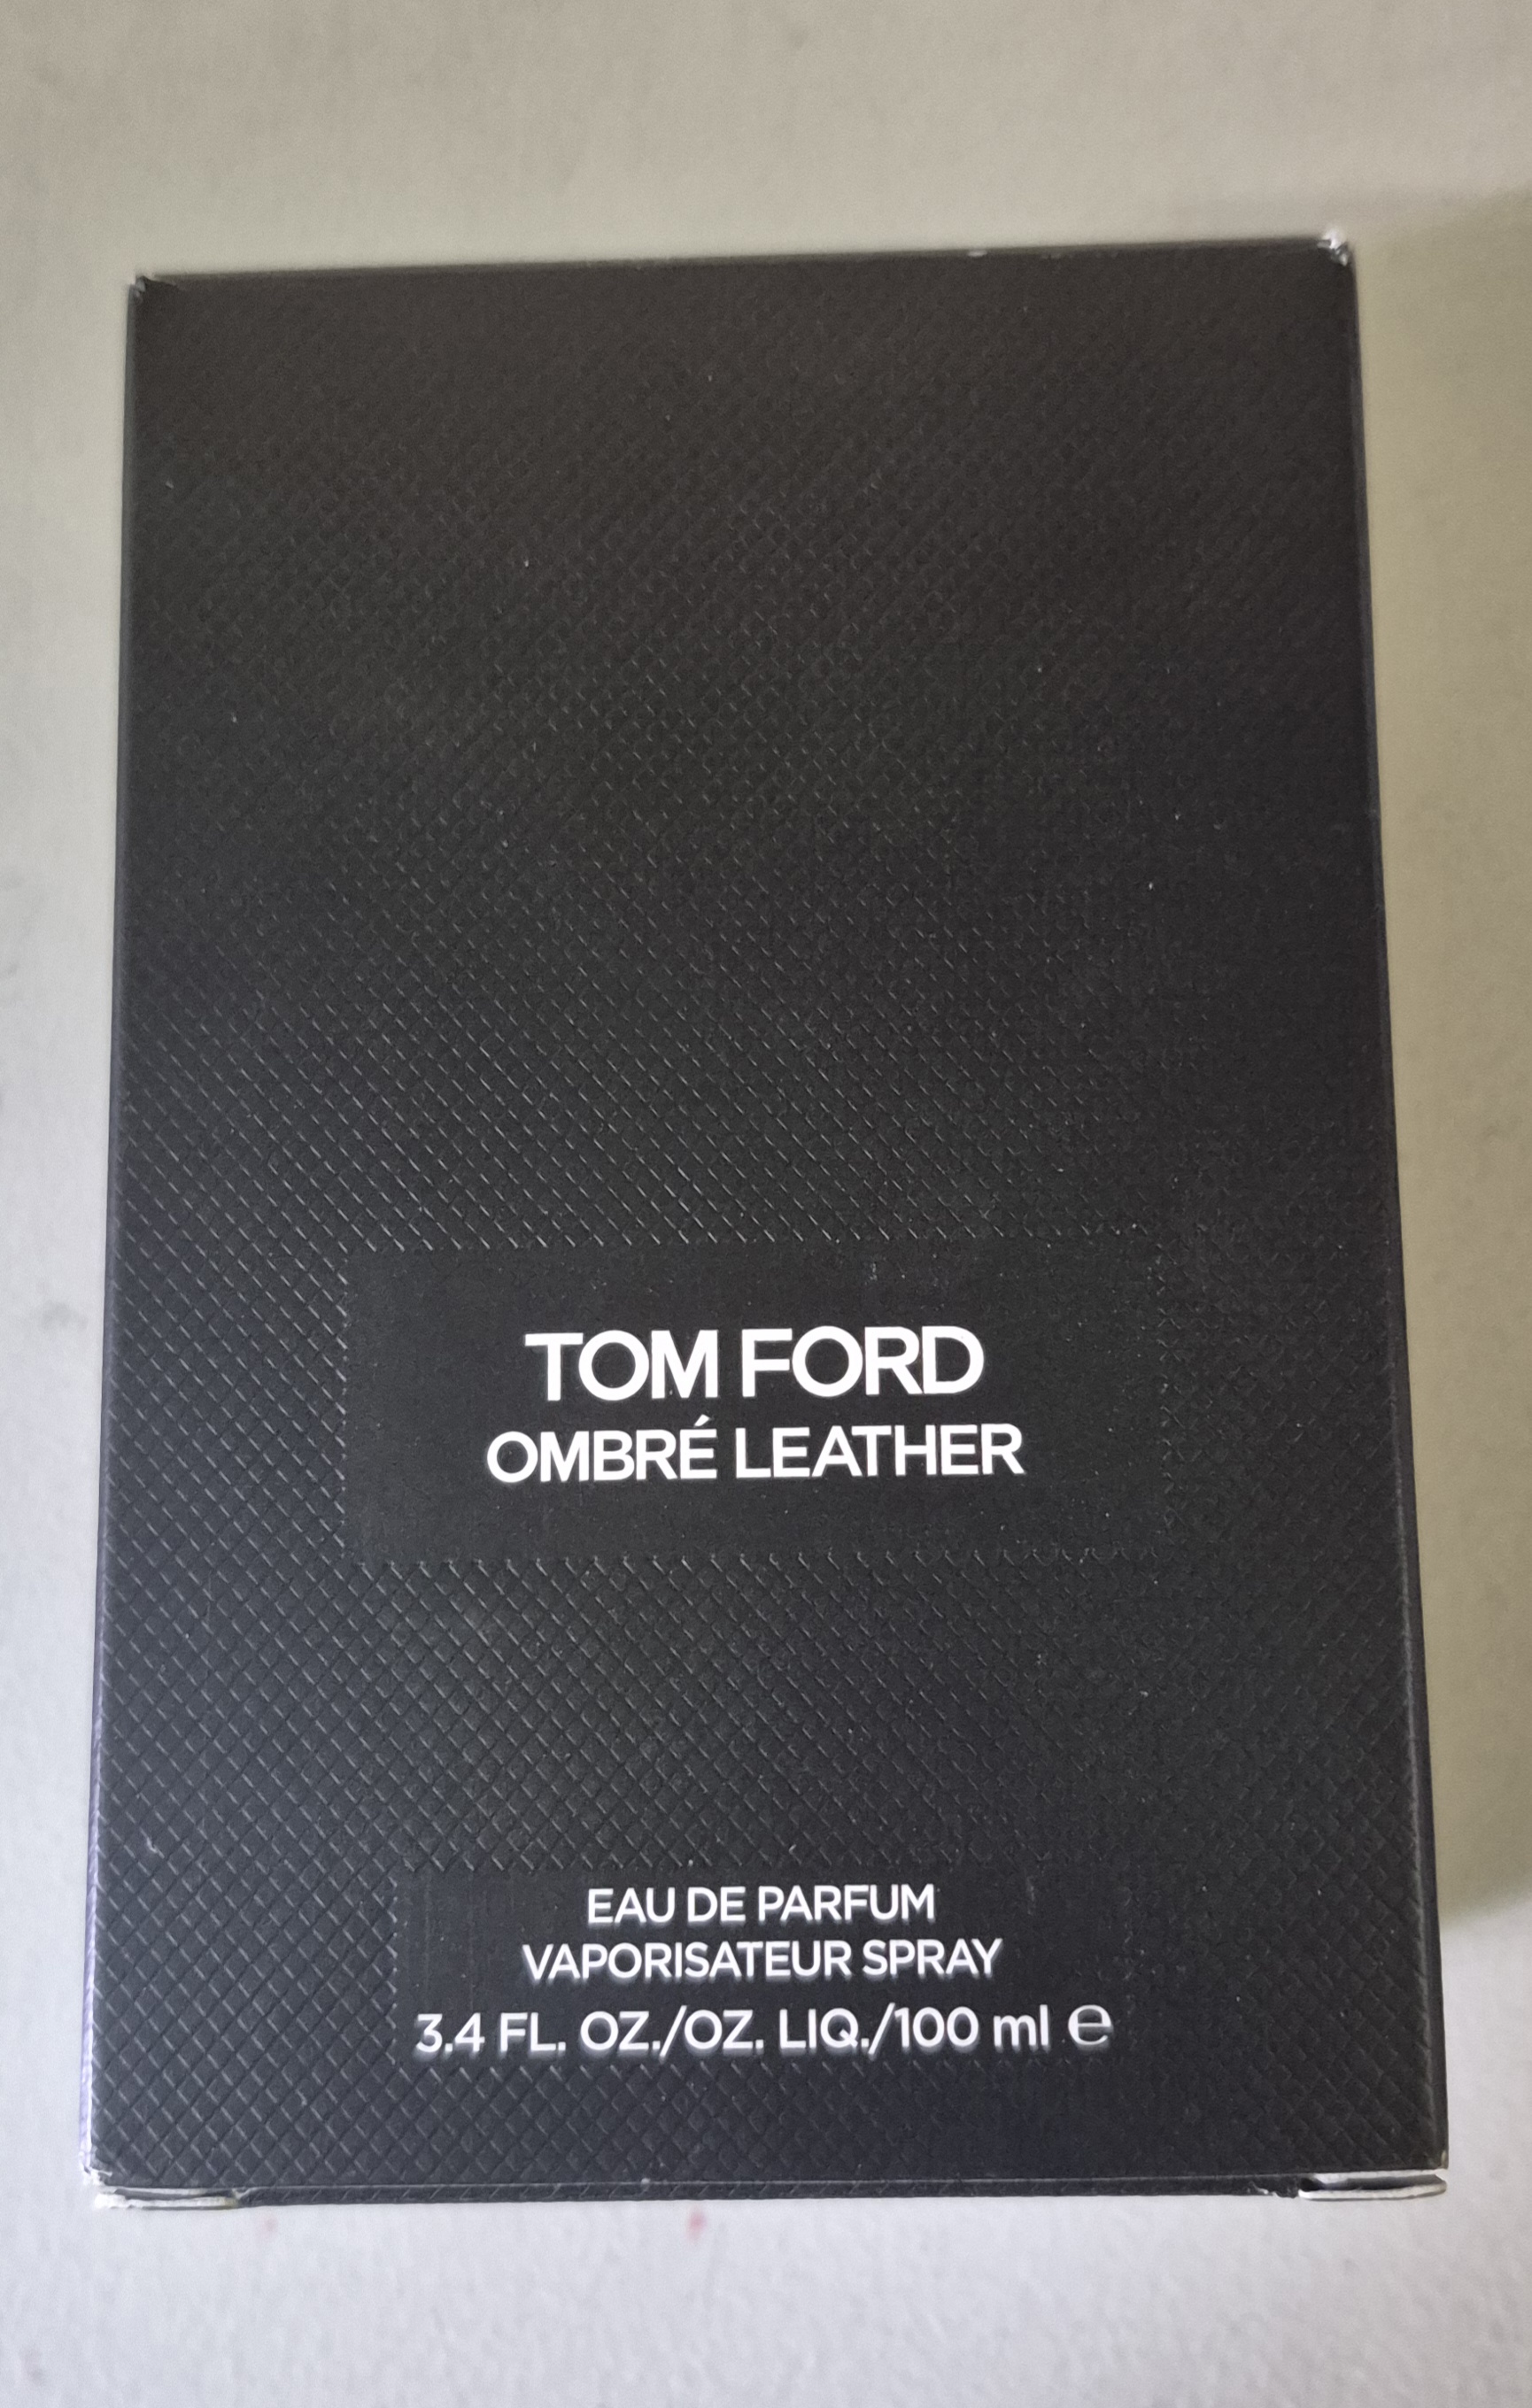 TOM FORD
OMBRÉ LEATHER
EAU DE PARFUM
VAPORISATEUR SPRAY
3.4 FL. OZ./OZ. LIQ./100 ml ℮